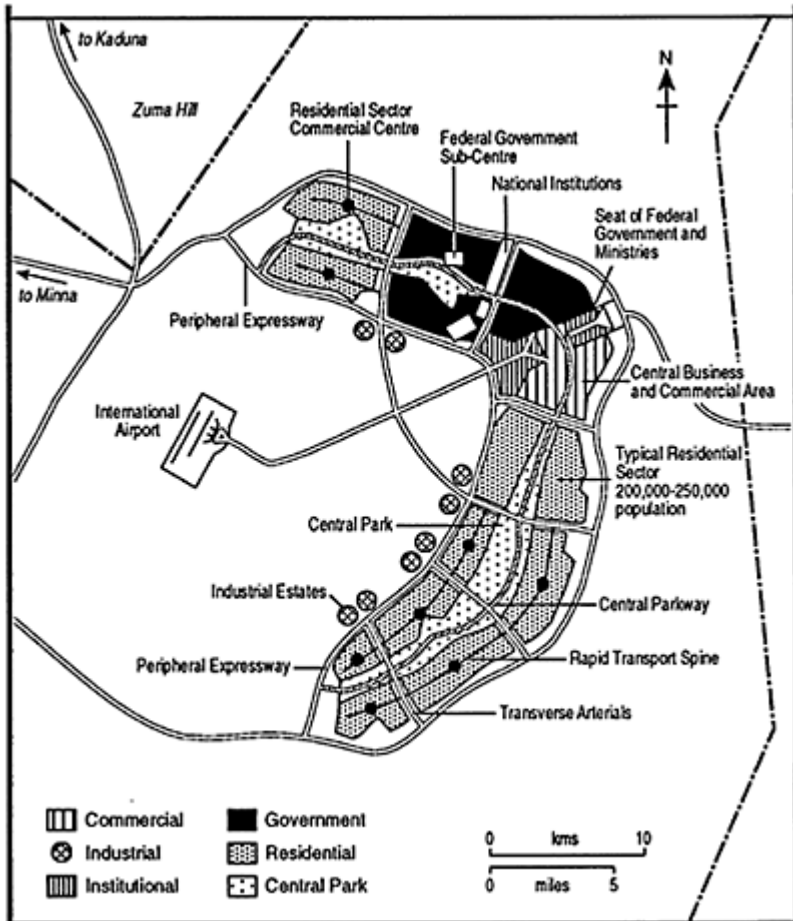 to Kaduna
Zuma Hill
N
Residential Sector
Commercial Centre
Federal Government
Sub-Centre
National Institutions
Seat of Federal
Government and
Ministries
to Minna
Peripheral Expressway
Central Business
and Commercial Area
International
Airport
Typical Residential
Sector
200,000-250,000
population
Central Park
Industrial Estates
Central Parkway
Peripheral Expressway
Rapid Transport Spine
Transverse Arterials
Commercial
Government
Industrial
Residential
Institutional
Central Park
0 kms 10
0 miles 5